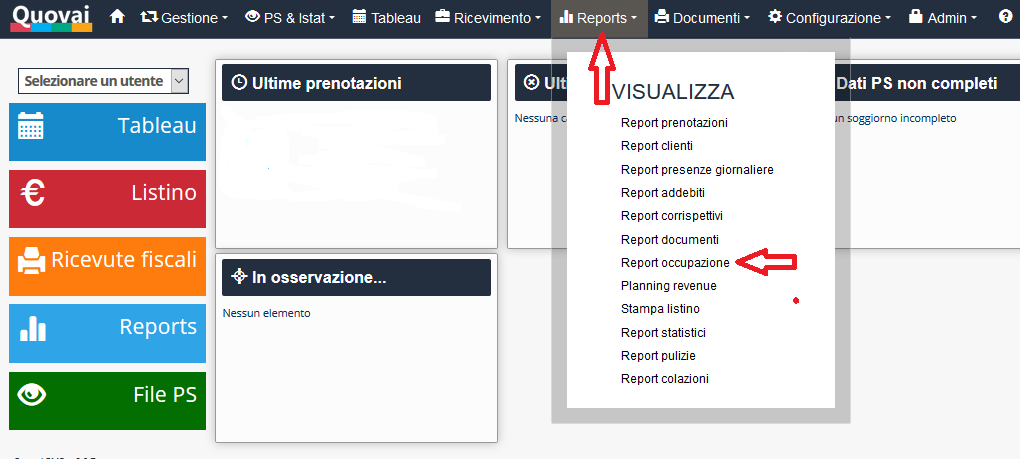 Quovai
Gestione PS & Istat Tableau Ricevimento Reports Documenti Configurazione Admin ?
Selezionare un utente
Tableau
Listino
Ricevute fiscali
Reports
File PS
Ultime prenotazioni
In osservazione...
Nessun elemento
Ul
Nessuna c
VISUALIZZA
Report prenotazioni
Report clienti
Report presenze giornaliere
Report addebiti
Report corrispettivi
Report documenti
Report occupazione
Planning revenue
Stampa listino
Report statistici
Report pulizie
Report colazioni
Dati PS non completi
un soggiorno incompleto